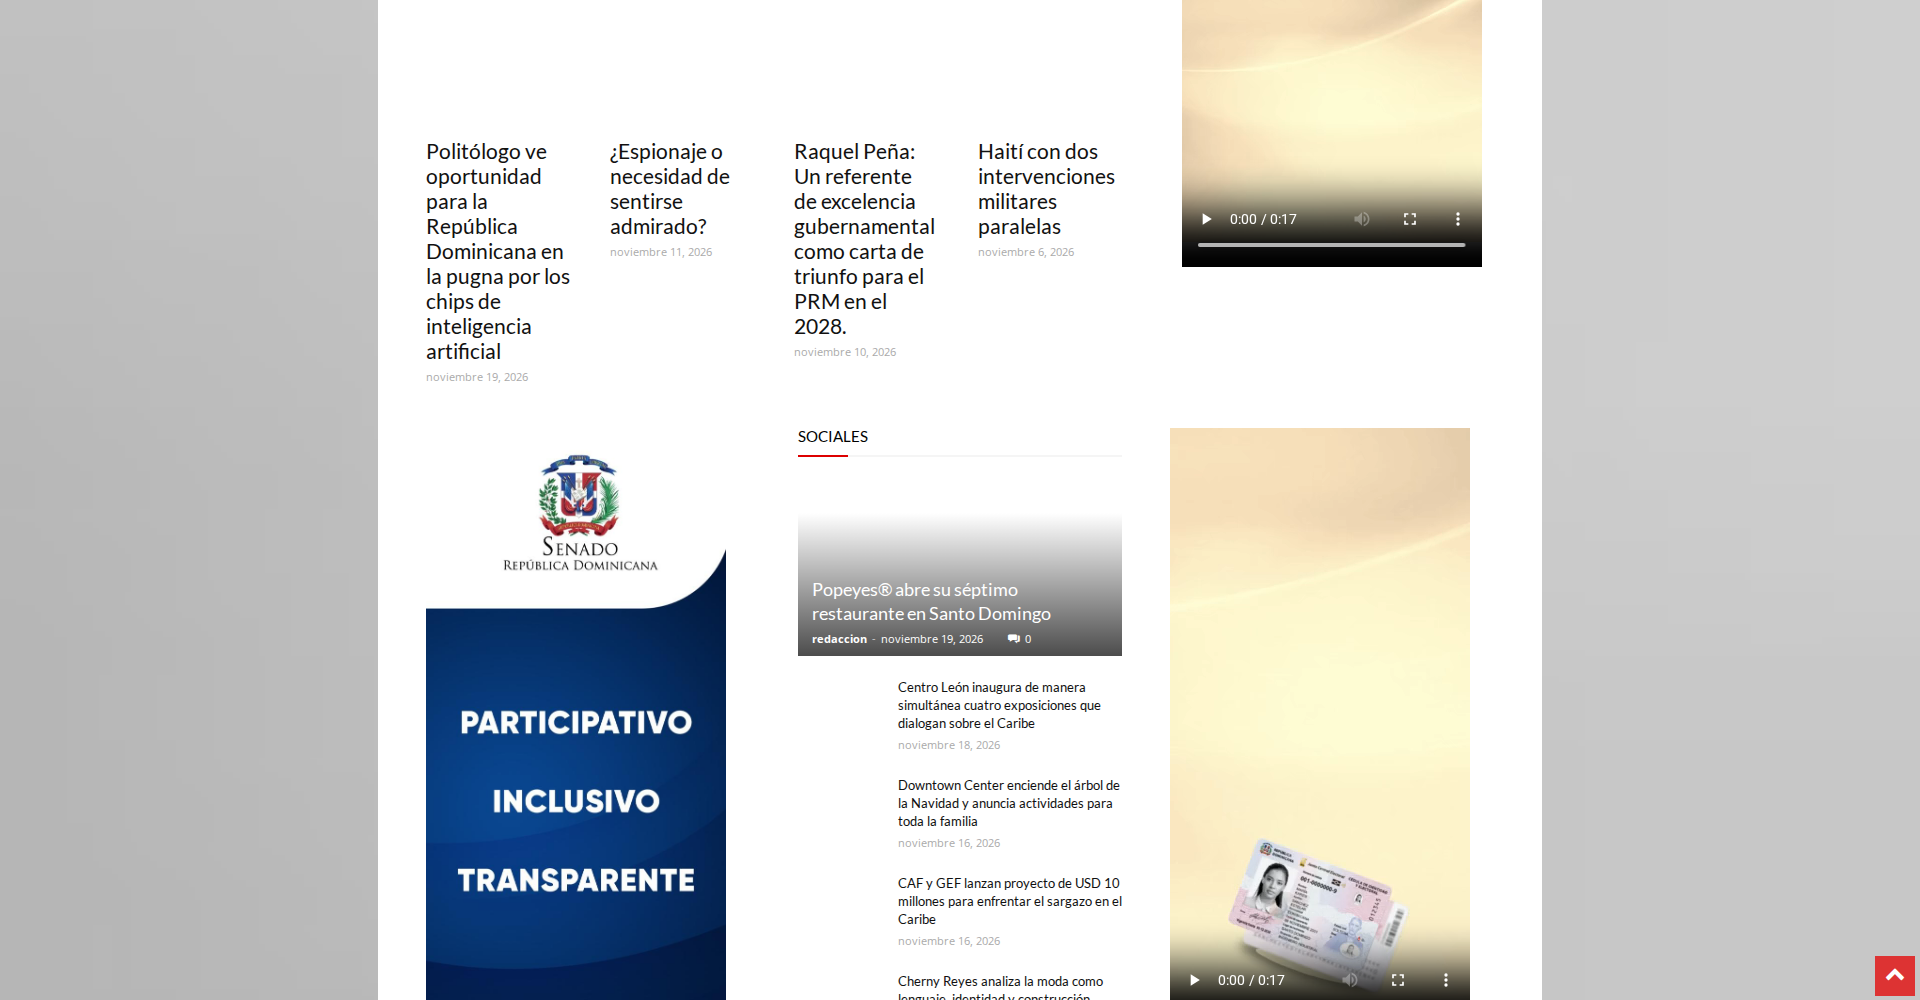 Politólogo ve
oportunidad
para la
República
Dominicana en
la pugna por los
chips de
inteligencia
artificial
noviembre 19, 2026
¿Espionaje o
necesidad de
sentirse
admirado?
noviembre 11, 2026
Raquel Peña:
Un referente
de excelencia
gubernamental
como carta de
triunfo para el
PRM en el
2028.
noviembre 10, 2026
Haití con dos
intervenciones
militares
paralelas
noviembre 6, 2026
0:00 / 0:17
SENADO
REPÚBLICA DOMINICANA
PARTICIPATIVO
INCLUSIVO
TRANSPARENTE
SOCIALES
Popeyes® abre su séptimo
restaurante en Santo Domingo
redaccion - noviembre 19, 2026 0
Centro León inaugura de manera
simultánea cuatro exposiciones que
dialogan sobre el Caribe
noviembre 18, 2026
Downtown Center enciende el árbol de
la Navidad y anuncia actividades para
toda la familia
noviembre 16, 2026
CAF y GEF lanzan proyecto de USD 10
millones para enfrentar el sargazo en el
Caribe
noviembre 16, 2026
Cherny Reyes analiza la moda como
lenguaje, identidad y construcción
0:00 / 0:17